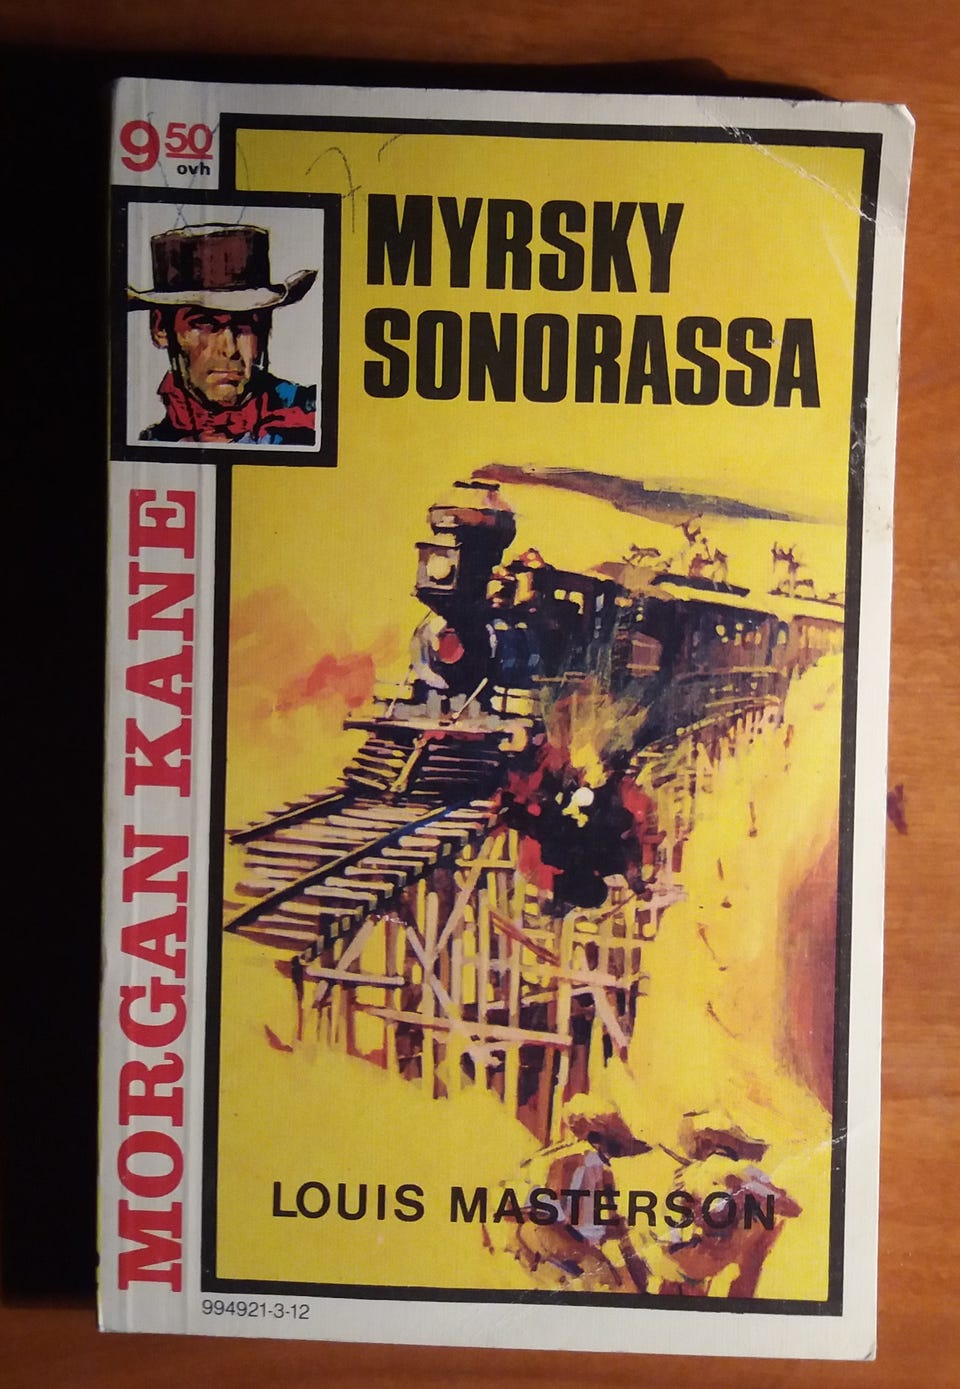 9 50
ovh
MYRSKY
SONORASSA
MORGAN KANE
LOUIS MASTERSON
994921-3-12